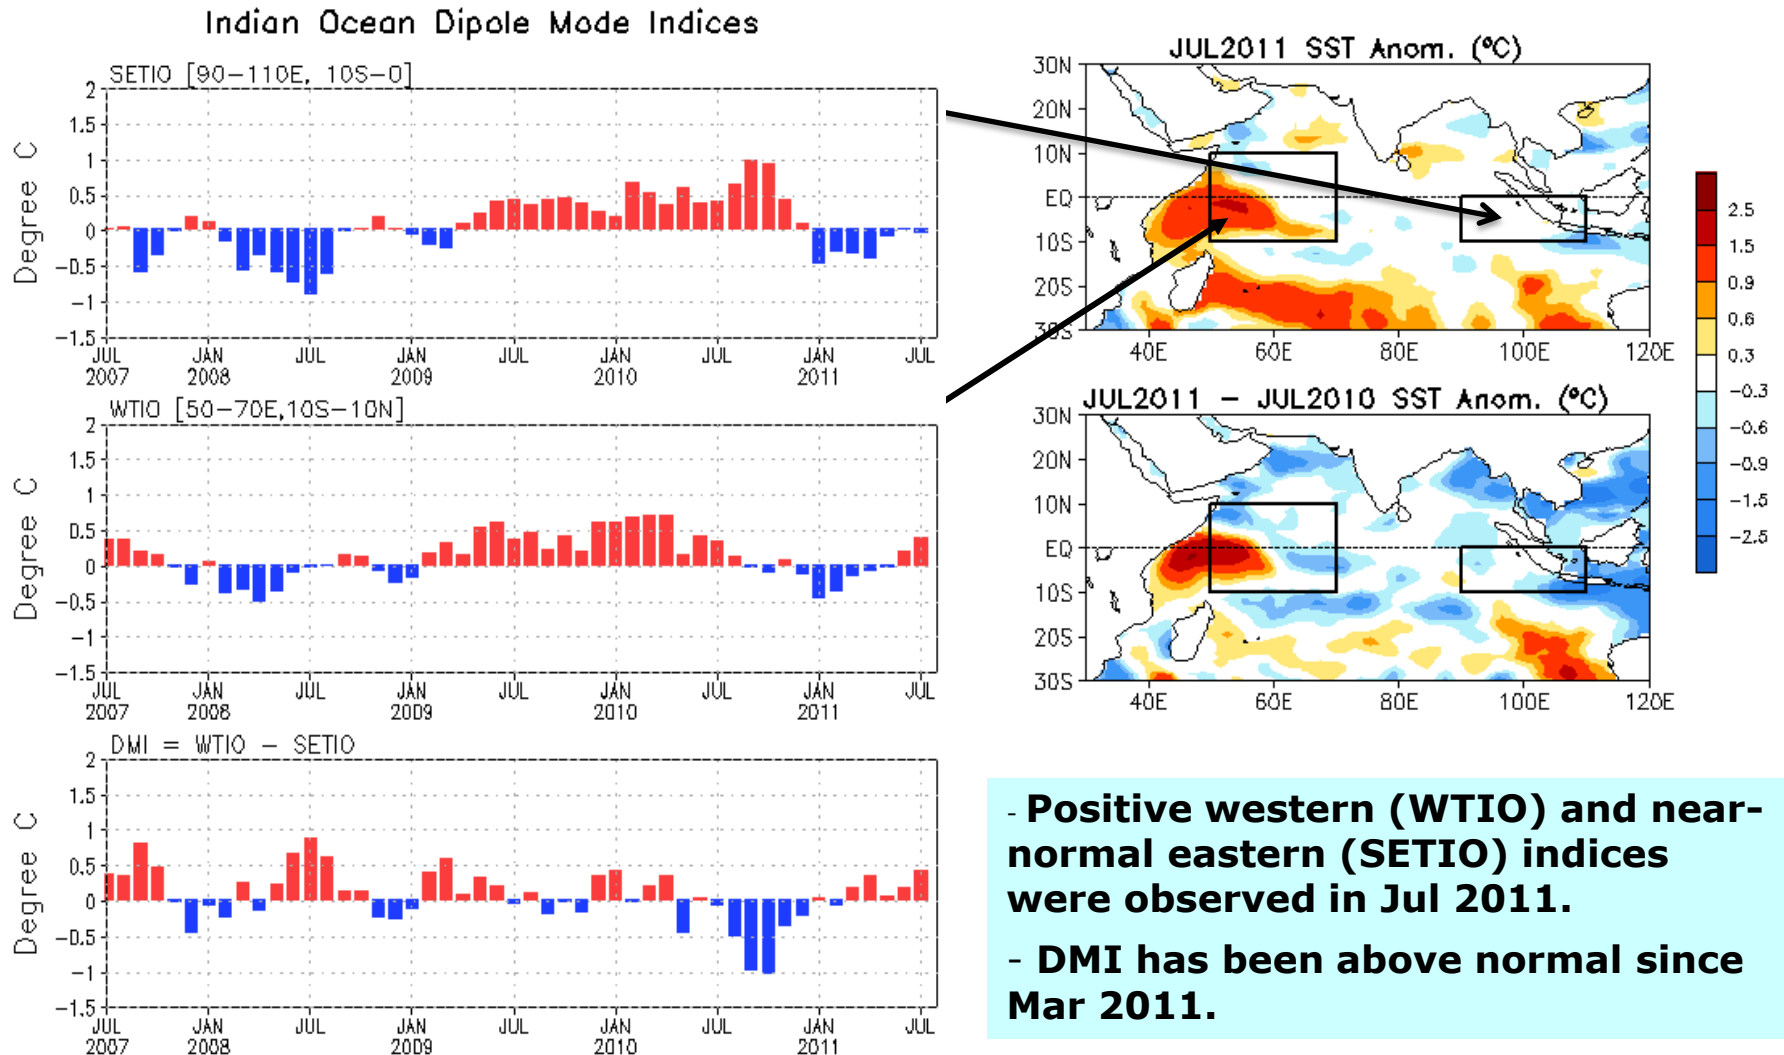 Indian Ocean Dipole Mode Indices
SETIO [90-110E, 10S-0]
Degree C
2
1.5
1
0.5
0
-0.5
-1
-1.5
JUL JAN JUL JAN JUL JAN JUL JAN JUL
2007 2008 2009 2010 2011
WTIO [50-70E,10S-10N]
Degree C
2
1.5
1
0.5
0
-0.5
-1
-1.5
JUL JAN JUL JAN JUL JAN JUL JAN JUL
2007 2008 2009 2010 2011
DMI = WTIO - SETIO
Degree C
2
1.5
1
0.5
0
-0.5
-1
-1.5
JUL JAN JUL JAN JUL JAN JUL JAN JUL
2007 2008 2009 2010 2011
JUL2011 SST Anom. (ºC)
30N
20N
10N
EQ
10S
20S
30S
40E 60E 80E 100E 120E
JUL2011 - JUL2010 SST Anom. (ºC)
30N
20N
10N
EQ
10S
20S
30S
40E 60E 80E 100E 120E
2.5
1.5
0.9
0.6
0.3
-0.3
-0.6
-0.9
-1.5
-2.5
- Positive western (WTIO) and near-
normal eastern (SETIO) indices
were observed in Jul 2011.
- DMI has been above normal since
Mar 2011.